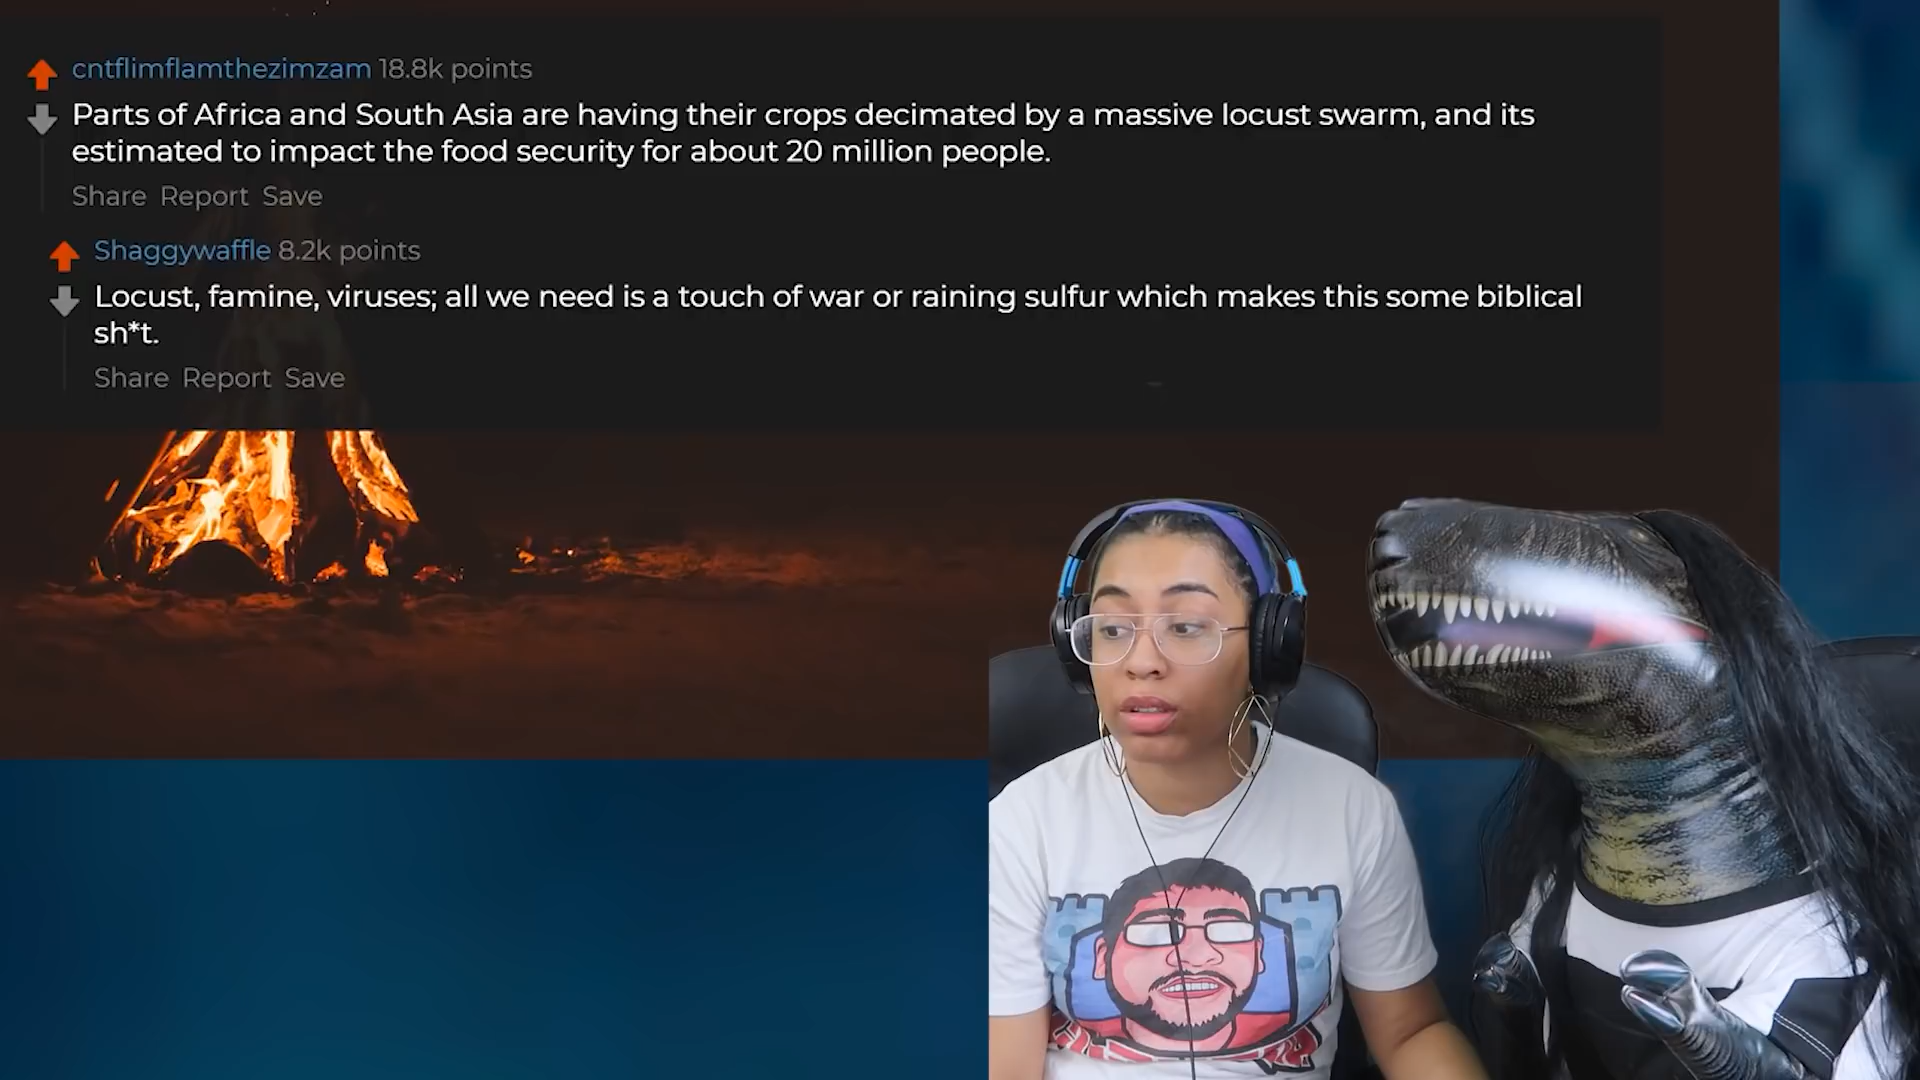 cntflimflamthezimzam 18.8k points
Parts of Africa and South Asia are having their crops decimated by a massive locust swarm, and its
estimated to impact the food security for about 20 million people.
Share Report Save
Shaggywaffle 8.2k points
Locust, famine, viruses; all we need is a touch of war or raining sulfur which makes this some biblical
sh*t.
Share Report Save